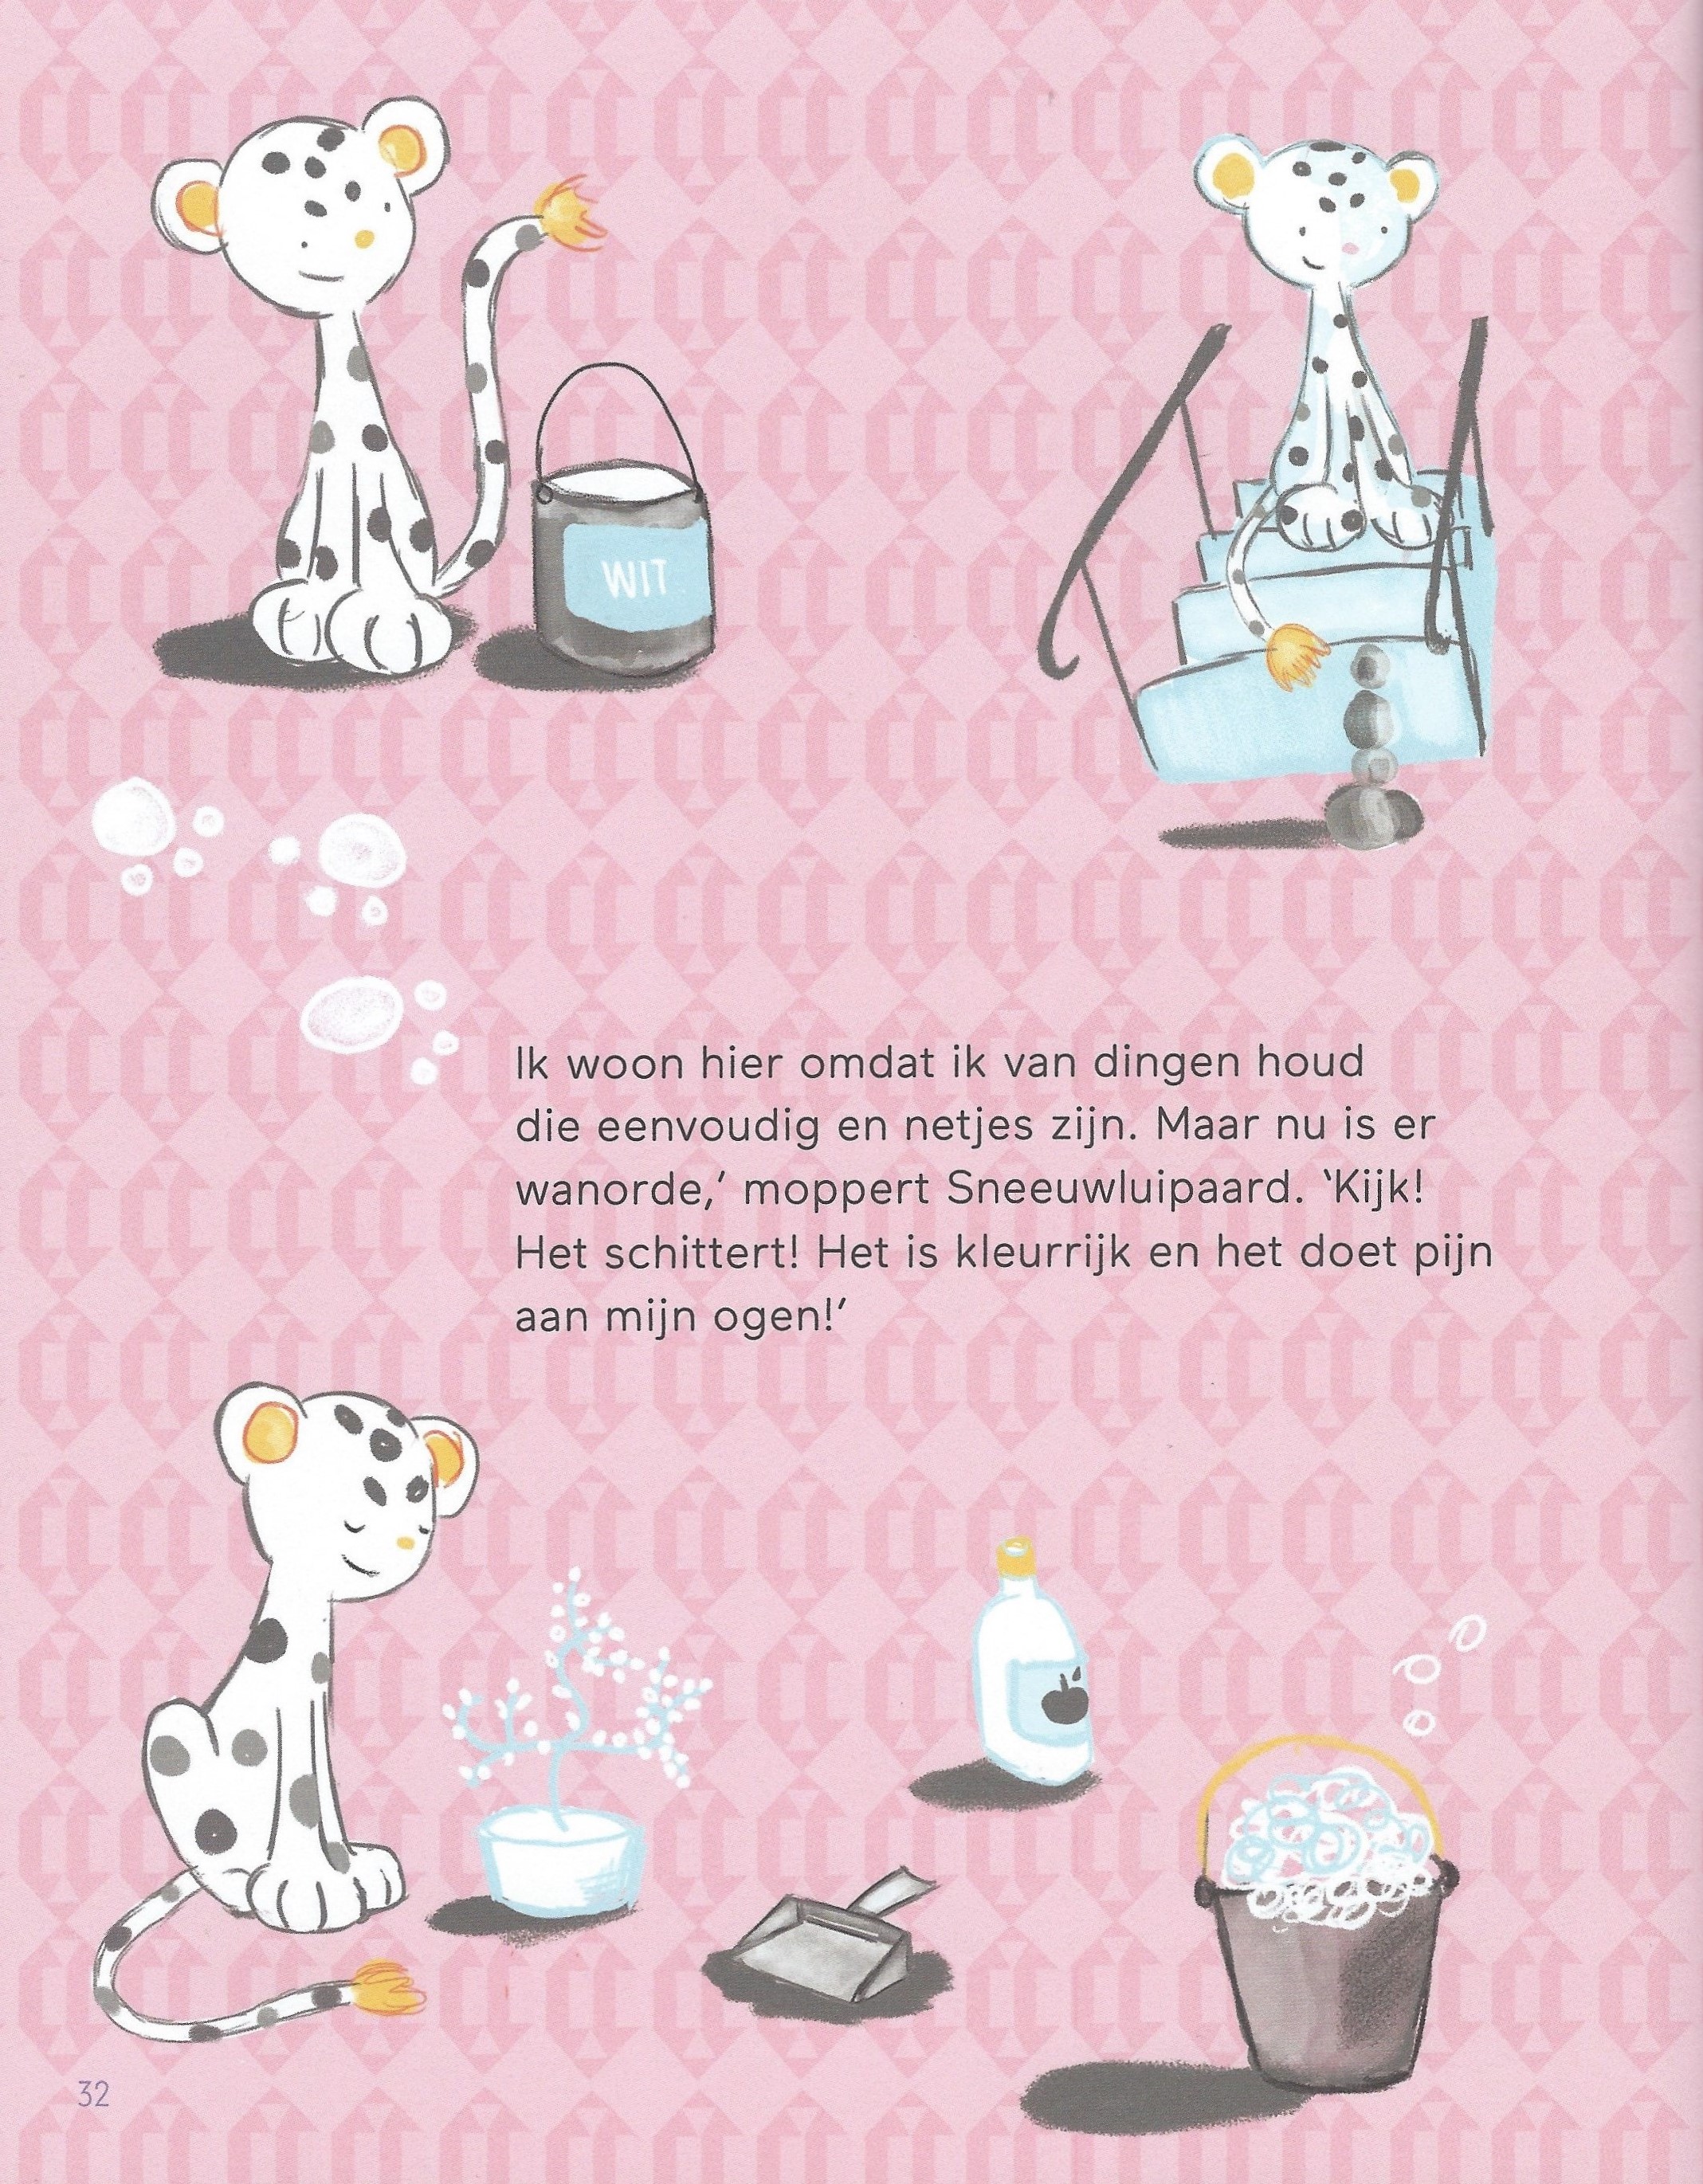 WIT
Ik woon hier omdat ik van dingen houd
die eenvoudig en netjes zijn. Maar nu is er
wanorde,’ moppert Sneeuwluipaard. ‘Kijk!
Het schittert! Het is kleurrijk en het doet pijn
aan mijn ogen!’
32